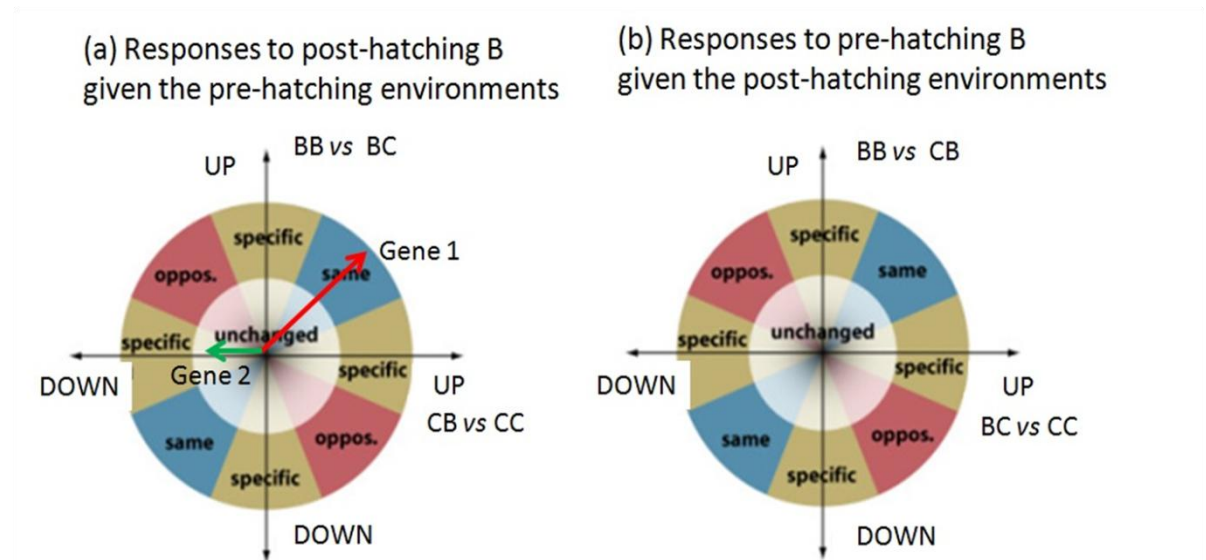 (a) Responses to post-hatching B
given the pre-hatching environments
BB vs BC
UP
specific
Gene 1
same
oppos.
unchanged
specific
specific
DOWN
Gene 2
UP
CB vs CC
same
oppos.
specific
DOWN
(b) Responses to pre-hatching B
given the post-hatching environments
BB vs CB
UP
specific
same
oppos.
unchanged
specific
specific
DOWN
UP
BC vs CC
same
oppos.
specific
DOWN